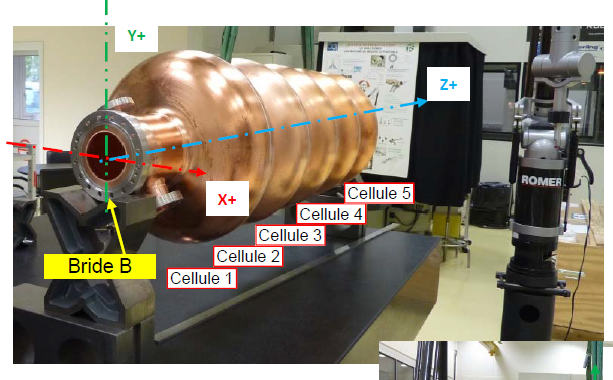 Y+
Z+
X+
ROMER
Cellule 5
Cellule 4
Cellule 3
Cellule 2
Cellule 1
Bride B